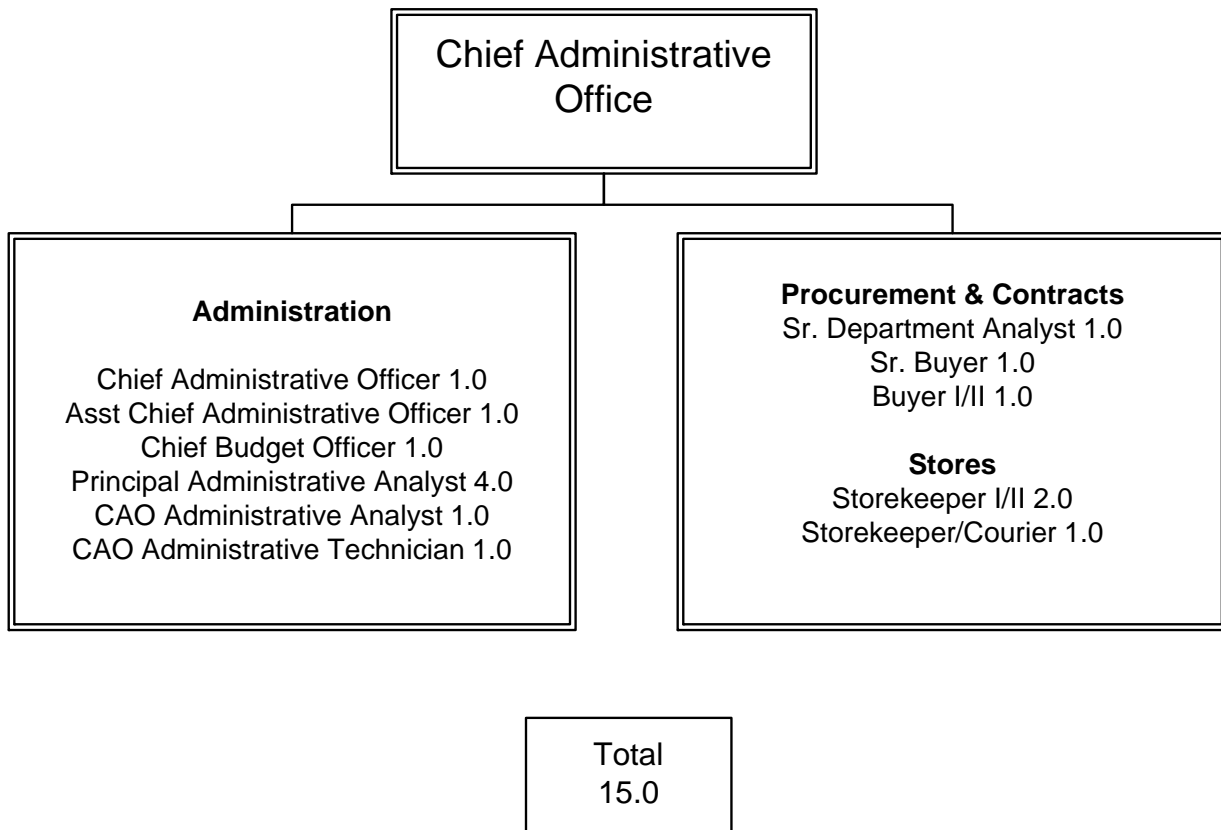 Chief Administrative
Office
Administration
Chief Administrative Officer 1.0
Asst Chief Administrative Officer 1.0
Chief Budget Officer 1.0
Principal Administrative Analyst 4.0
CAO Administrative Analyst 1.0
CAO Administrative Technician 1.0
Procurement & Contracts
Sr. Department Analyst 1.0
Sr. Buyer 1.0
Buyer I/II 1.0
Stores
Storekeeper I/II 2.0
Storekeeper/Courier 1.0
Total
15.0